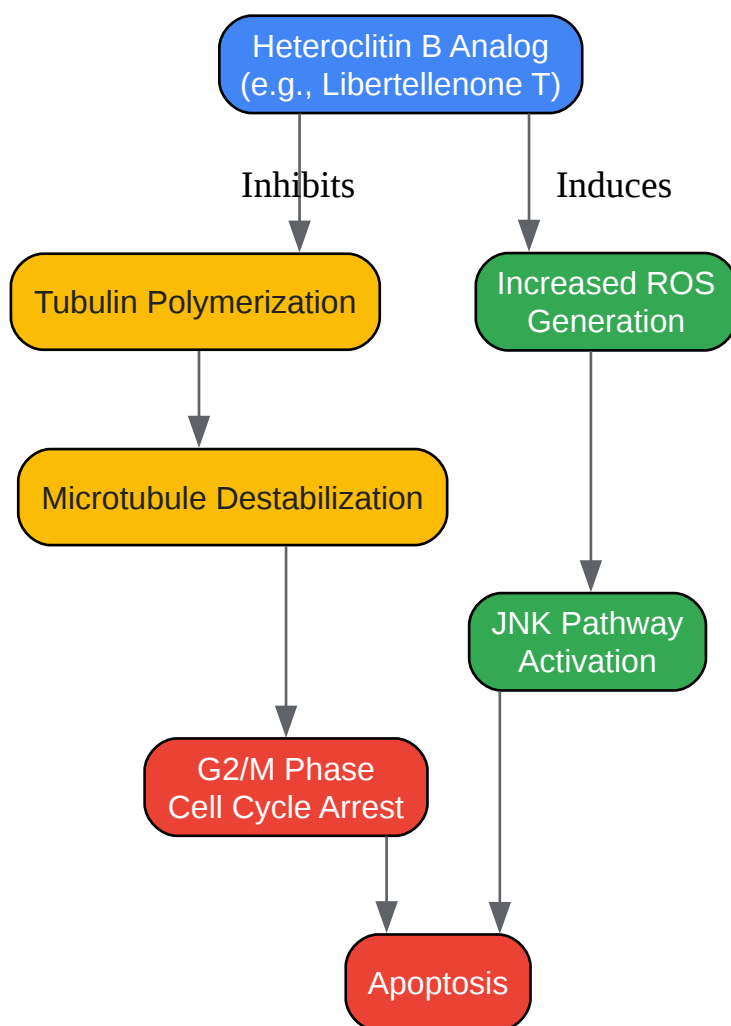 Heteroclitin B Analog
(e.g., Libertellenone T)
Inhibits
Induces
Tubulin Polymerization
Increased ROS
Generation
Microtubule Destabilization
JNK Pathway
Activation
G2/M Phase
Cell Cycle Arrest
Apoptosis